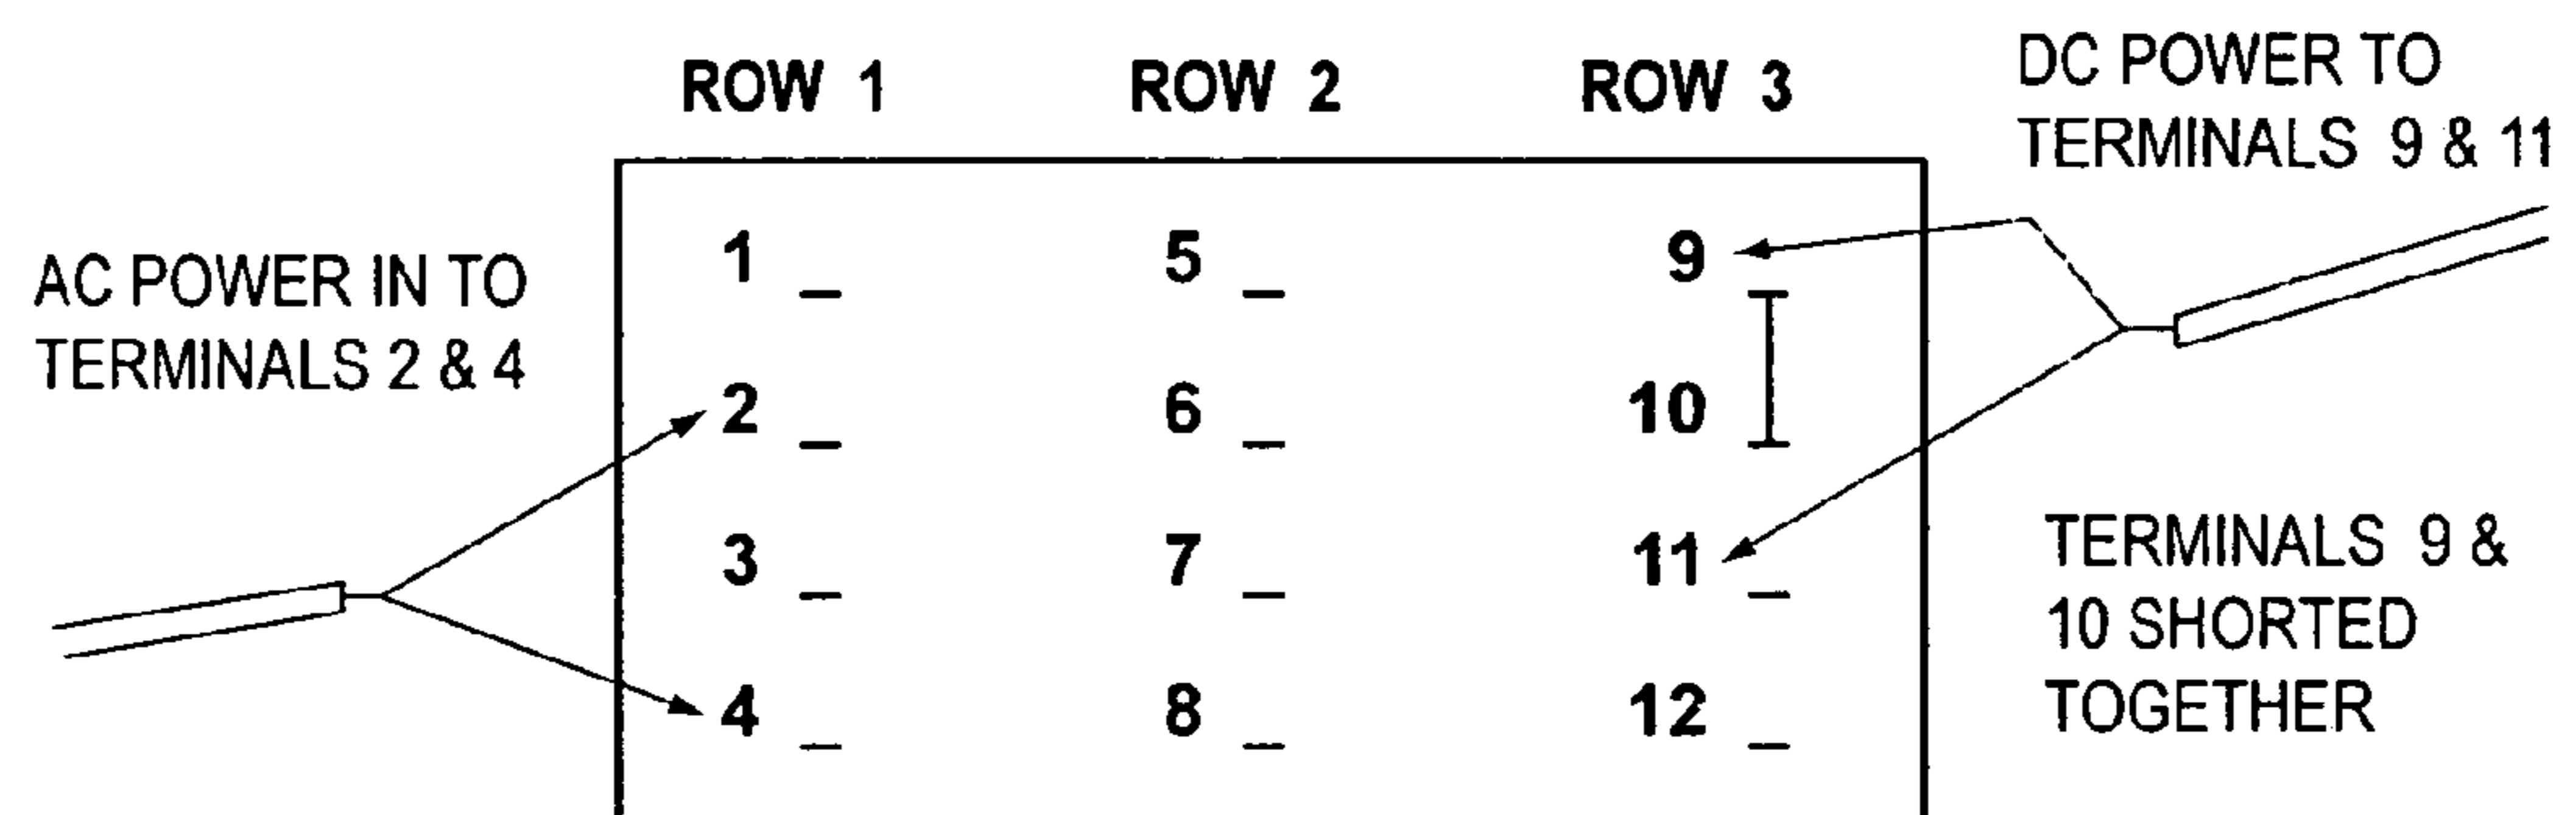 ROW 1 ROW 2 ROW 3
DC POWER TO
TERMINALS 9 & 11
AC POWER IN TO
TERMINALS 2 & 4
1 _ 5 _ 9
2 _ 6 _ 10
3 _ 7 _ 11 _
4 _ 8 _ 12 _
TERMINALS 9 &
10 SHORTED
TOGETHER